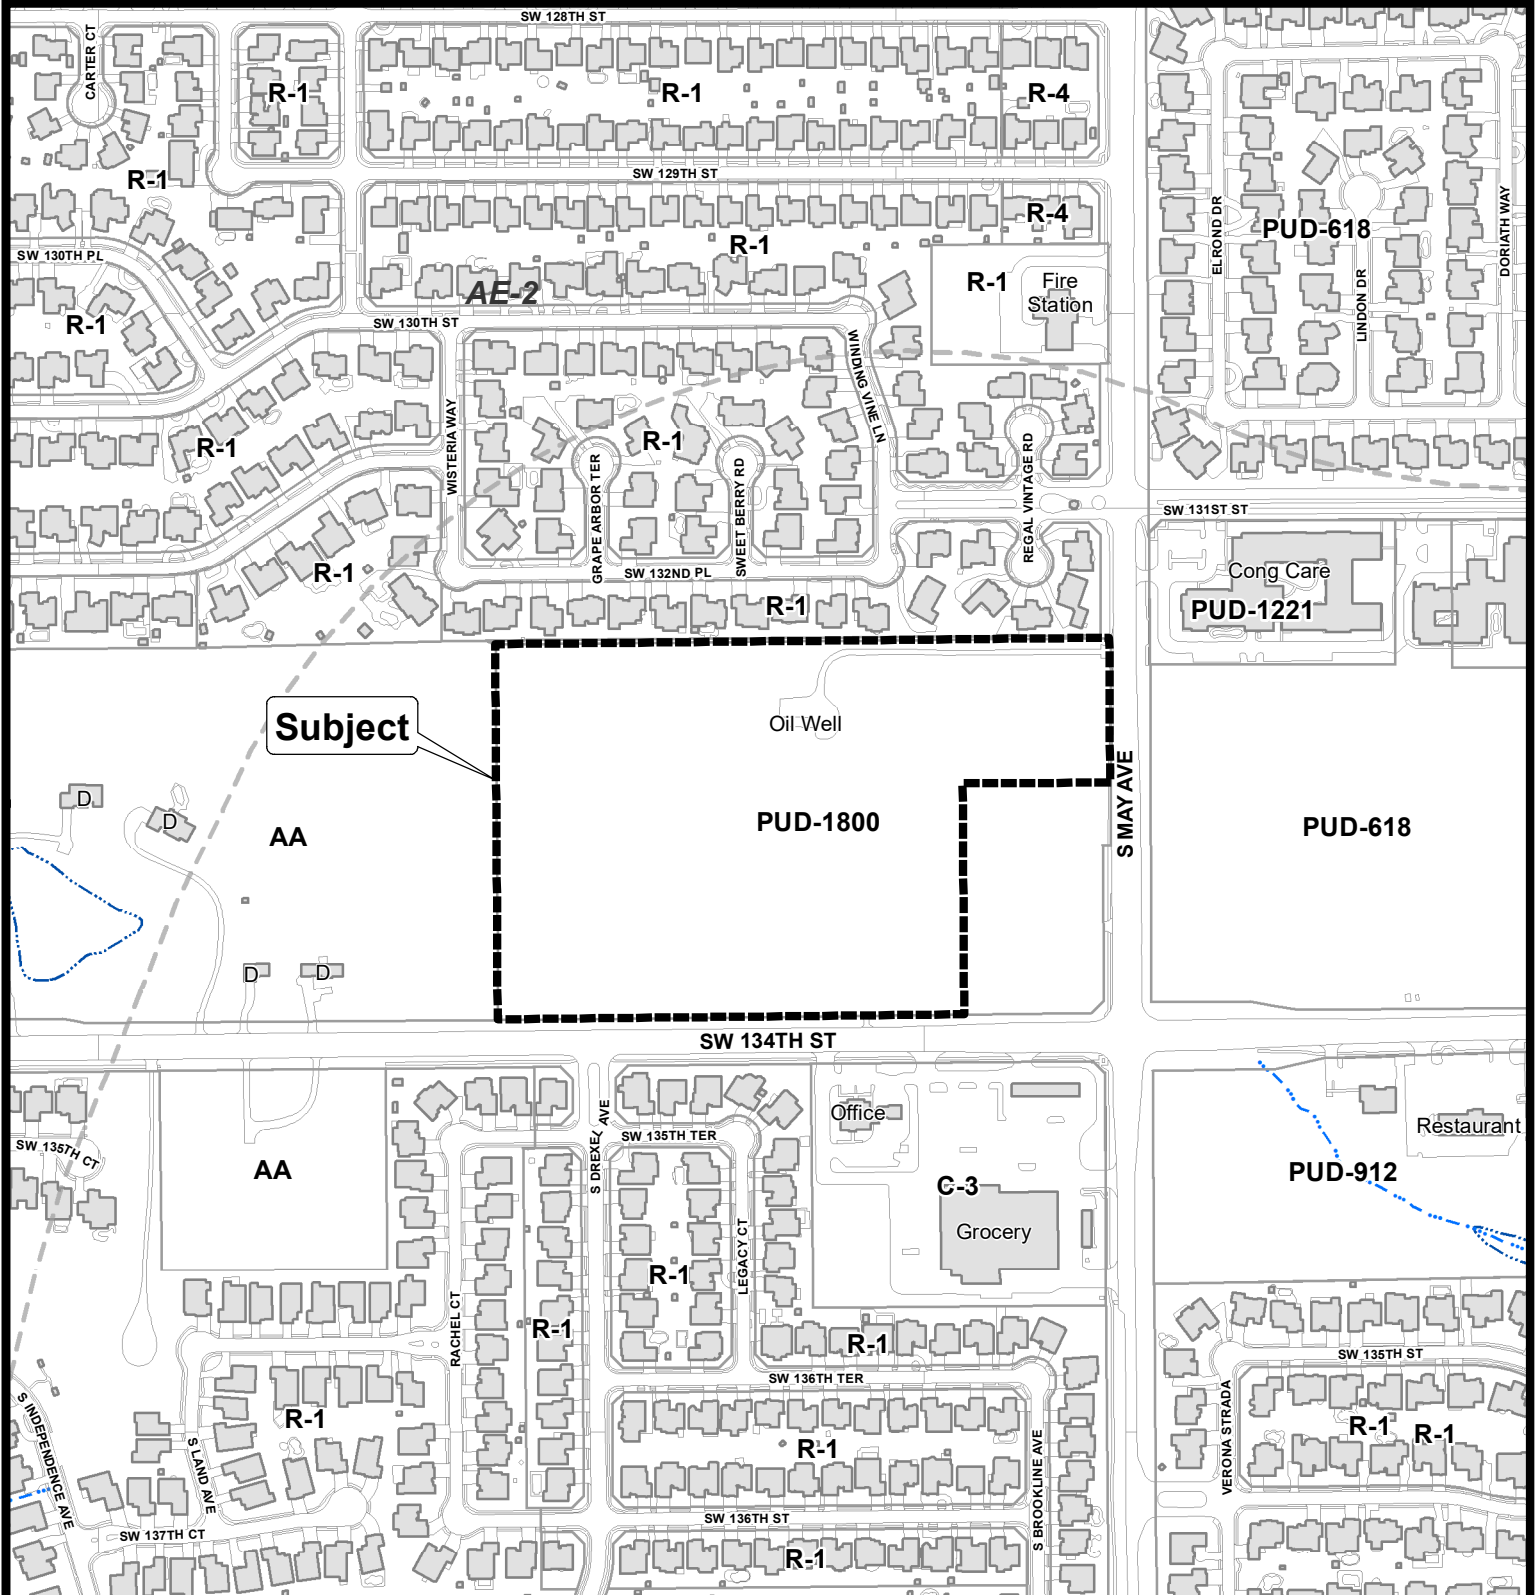 SW 128TH ST
CARTER CT
R-1
R-1
R-4
SW 129TH ST
R-1
R-4
ELROND DR
PUD-618
DORIATH WAY
SW 130TH PL
R-1
R-1
Fire
Station
AE-2
LINDON DR
R-1
SW 130TH ST
WINDING VINE LN
WISTERIA WAY
R-1
R-1
GRAPE ARBOR TER
SWEET BERRY RD
REGAL VINTAGE RD
SW 131ST ST
R-1
SW 132ND PL
R-1
Cong Care
PUD-1221
Subject
Oil Well
S MAY AVE
D
D
AA
PUD-1800
PUD-618
D
D
SW 134TH ST
Office
Restaurant
S DREXEL AVE
SW 135TH TER
SW 135TH CT
AA
PUD-912
C-3
Grocery
LEGACY CT
R-1
RACHEL CT
R-1
R-1
SW 135TH ST
SW 136TH TER
S INDEPENDENCE AVE
R-1
S LAND AVE
R-1
S BROOKLINE AVE
VERONA STRADA
R-1
R-1
SW 137TH CT
SW 136TH ST
R-1